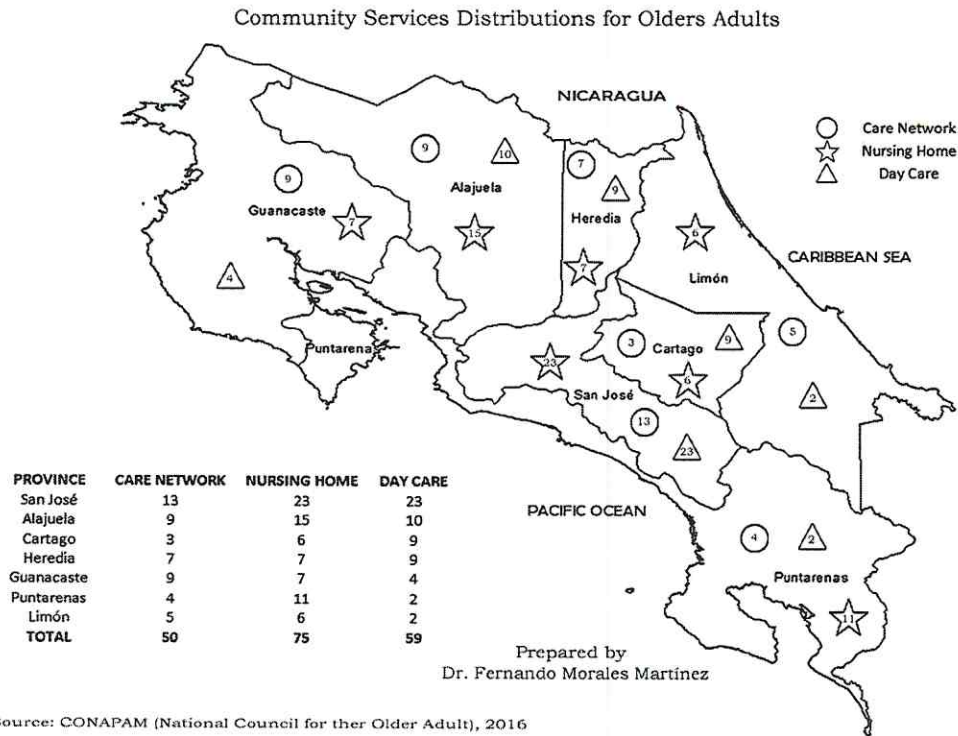 Community Services Distributions for Olders Adults
NICARAGUA
Care Network
Nursing Home
Day Care
9
9
10
7
9
Alajuela
Guanacaste
7
15
Heredia
7
6
Limón
CARIBBEAN SEA
4
Puntarena
23
3
Cartago
9
6
5
San José
13
23
2
PROVINCE CARE NETWORK NURSING HOME DAY CARE
San José 13 23 23
Alajuela 9 15 10
Cartago 3 6 9
Heredia 7 7 9
Guanacaste 9 7 4
Puntarenas 4 11 2
Limón 5 6 2
TOTAL 50 75 59
PACIFIC OCEAN
4
2
Puntarenas
11
Prepared by
Dr. Fernando Morales Martínez
Source: CONAPAM (National Council for ther Older Adult), 2016